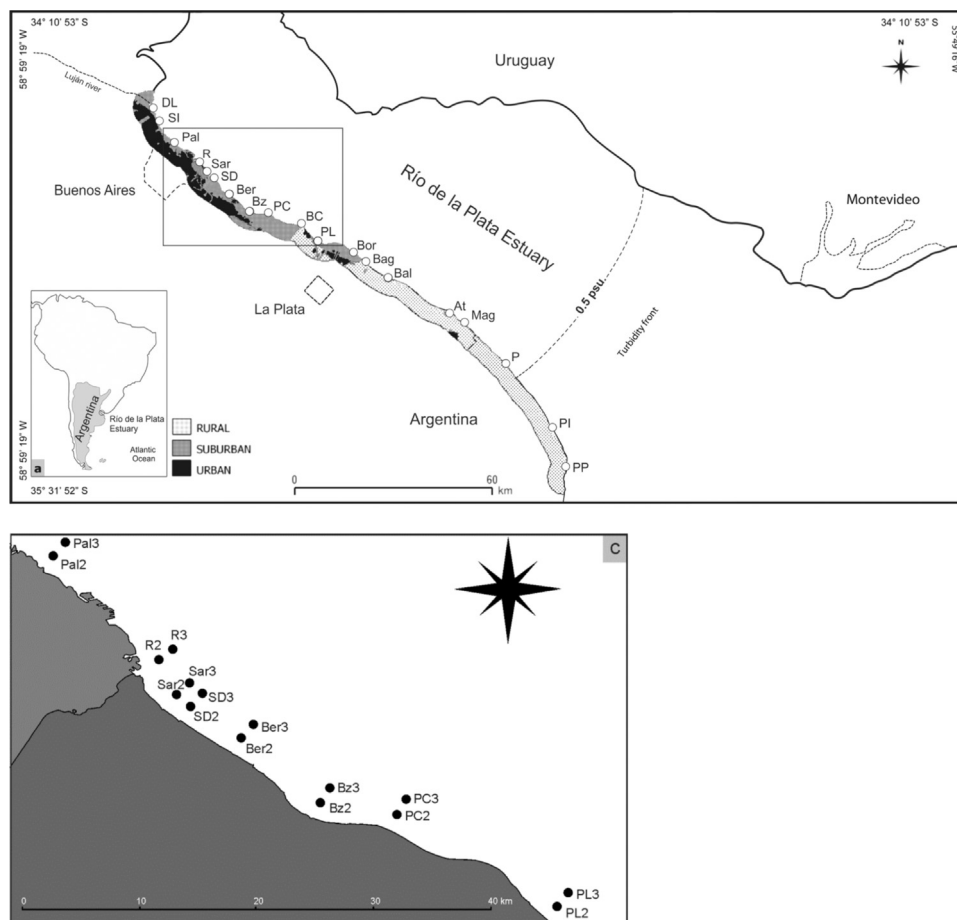 34° 10' 53" S
34° 10' 53" S
58° 59' 19" W
55° 49' 16" W
N
Uruguay
Luján river
DL
SI
Pal
R
Sar
SD
Ber
Bz
PC
BC
PL
Bor
Bag
Bal
At
Mag
P
PI
PP
Buenos Aires
La Plata
Río de la Plata Estuary
Montevideo
0.5 psu.
Turbidity front
Argentina
Argentina
Río de la Plata
Estuary
Atlantic
Ocean
a
RURAL
SUBURBAN
URBAN
58° 59' 19" W
35° 31' 52" S
0
60
km
C
Pal3
Pal2
R3
R2
Sar3
Sar2
SD3
SD2
Ber3
Ber2
Bz3
Bz2
PC3
PC2
PL3
PL2
0
10
20
30
40 km